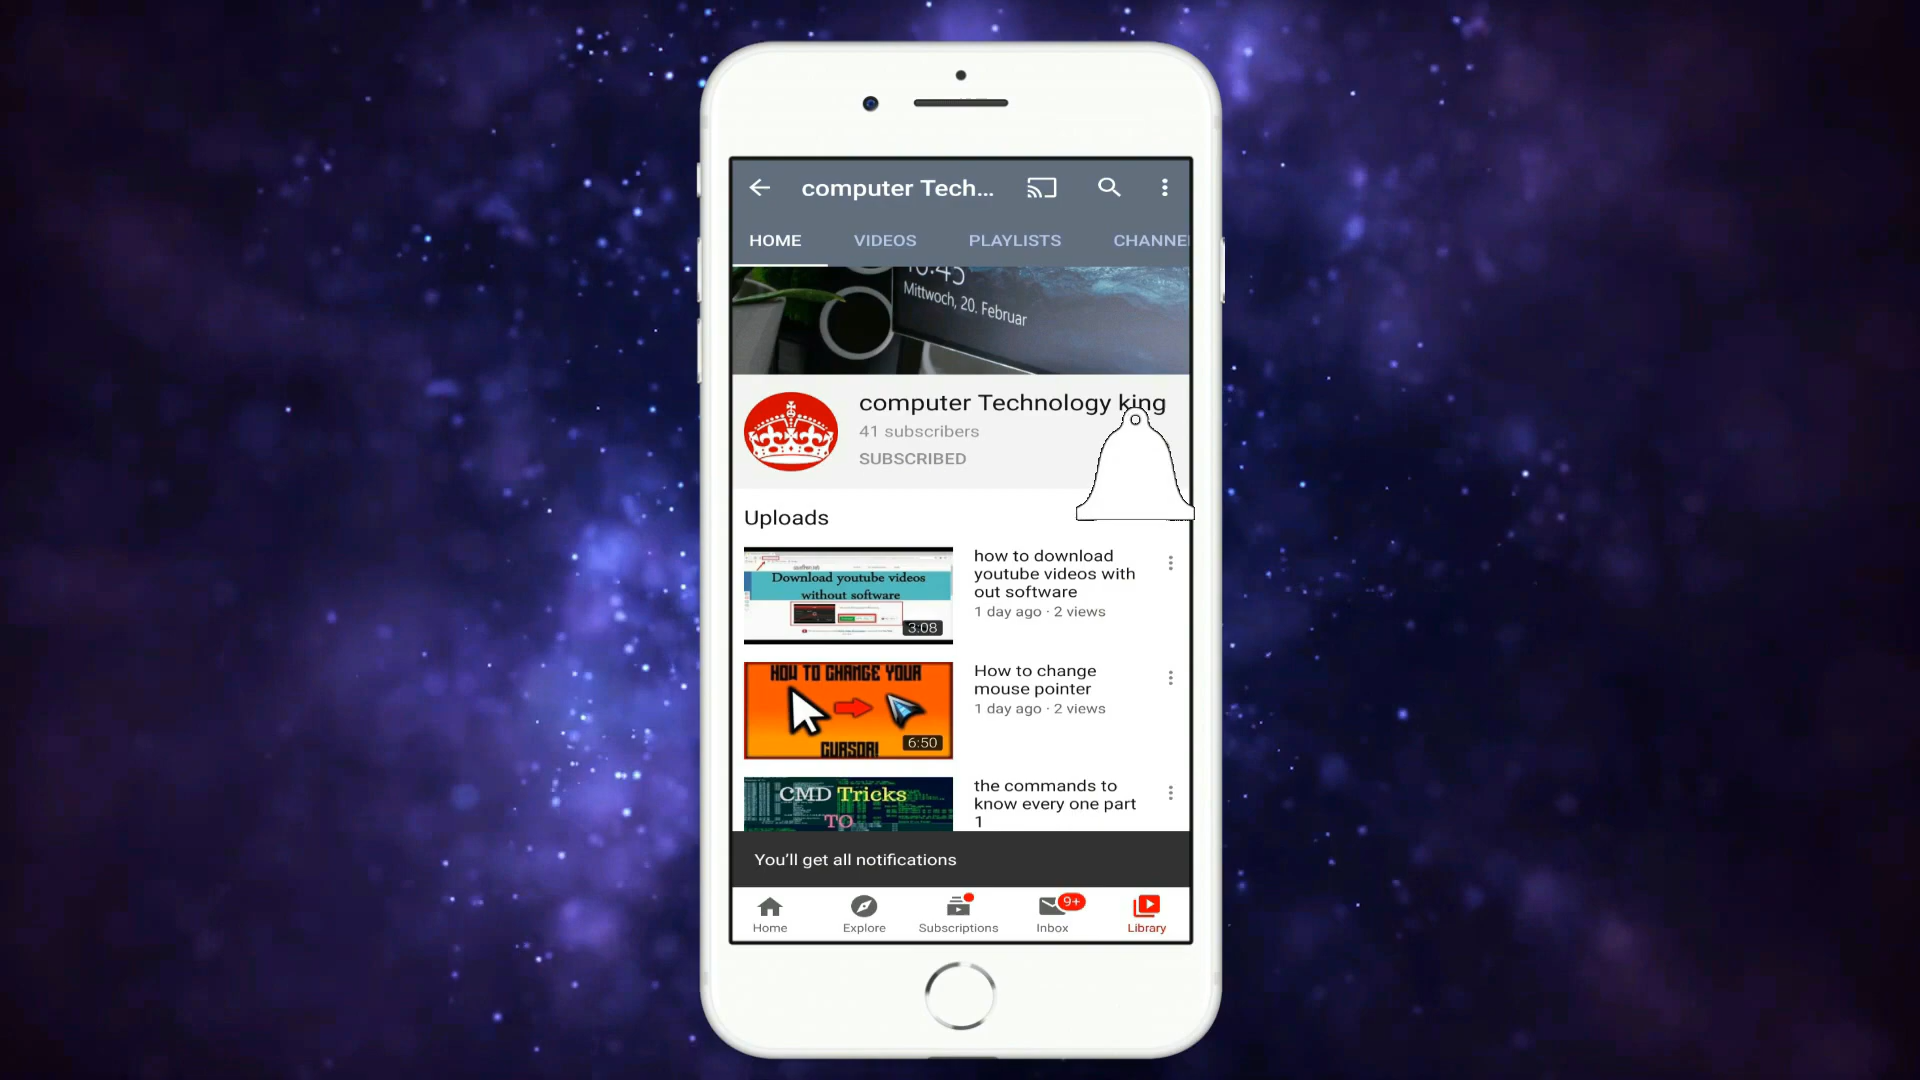 computer Tech...
HOME VIDEOS PLAYLISTS CHANNE
10:45
Mittwoch, 20. Februar
computer Technology king
41 subscribers
SUBSCRIBED
Uploads
Download youtube videos
without software
3:08
how to download
youtube videos with
out software
1 day ago · 2 views
HOW TO CHANGE YOUR
CURSOR!
6:50
How to change
mouse pointer
1 day ago · 2 views
CMD Tricks
TO
the commands to
know every one part
1
You'll get all notifications
9+
Home Explore Subscriptions Inbox Library